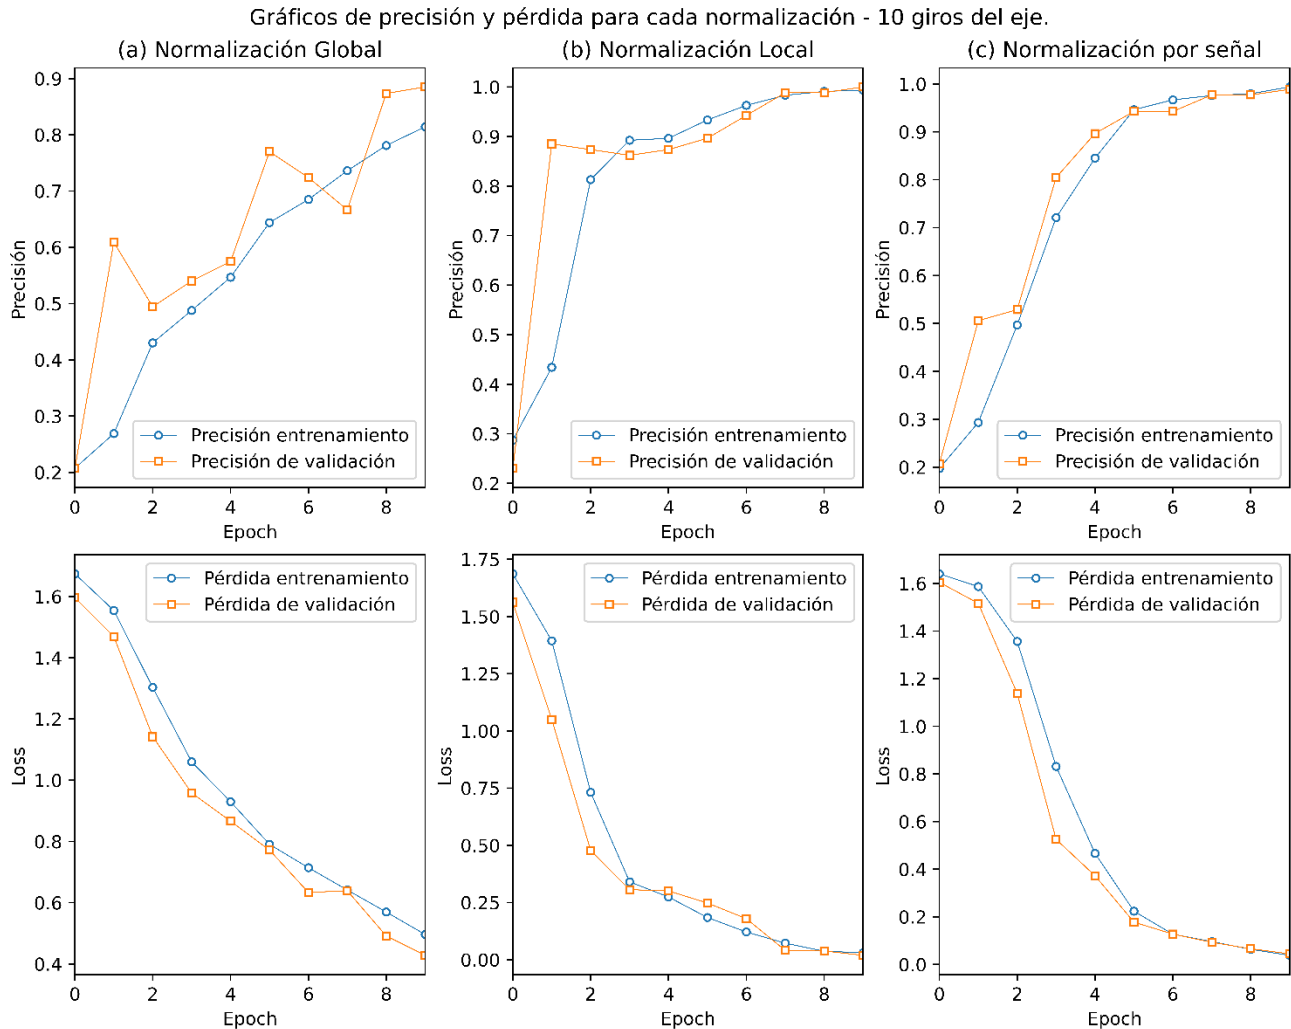 Gráficos de precisión y pérdida para cada normalización - 10 giros del eje.
(a) Normalización Global
(b) Normalización Local
(c) Normalización por señal
Precisión
0.9
0.8
0.7
0.6
0.5
0.4
0.3
0.2
Precisión entrenamiento
Precisión de validación
0 2 4 6 8
Epoch
Precisión
1.0
0.9
0.8
0.7
0.6
0.5
0.4
0.3
0.2
Precisión entrenamiento
Precisión de validación
0 2 4 6 8
Epoch
Precisión
1.0
0.9
0.8
0.7
0.6
0.5
0.4
0.3
0.2
Precisión entrenamiento
Precisión de validación
0 2 4 6 8
Epoch
Loss
1.6
1.4
1.2
1.0
0.8
0.6
0.4
Pérdida entrenamiento
Pérdida de validación
0 2 4 6 8
Epoch
Loss
1.75
1.50
1.25
1.00
0.75
0.50
0.25
0.00
Pérdida entrenamiento
Pérdida de validación
0 2 4 6 8
Epoch
Loss
1.6
1.4
1.2
1.0
0.8
0.6
0.4
0.2
0.0
Pérdida entrenamiento
Pérdida de validación
0 2 4 6 8
Epoch